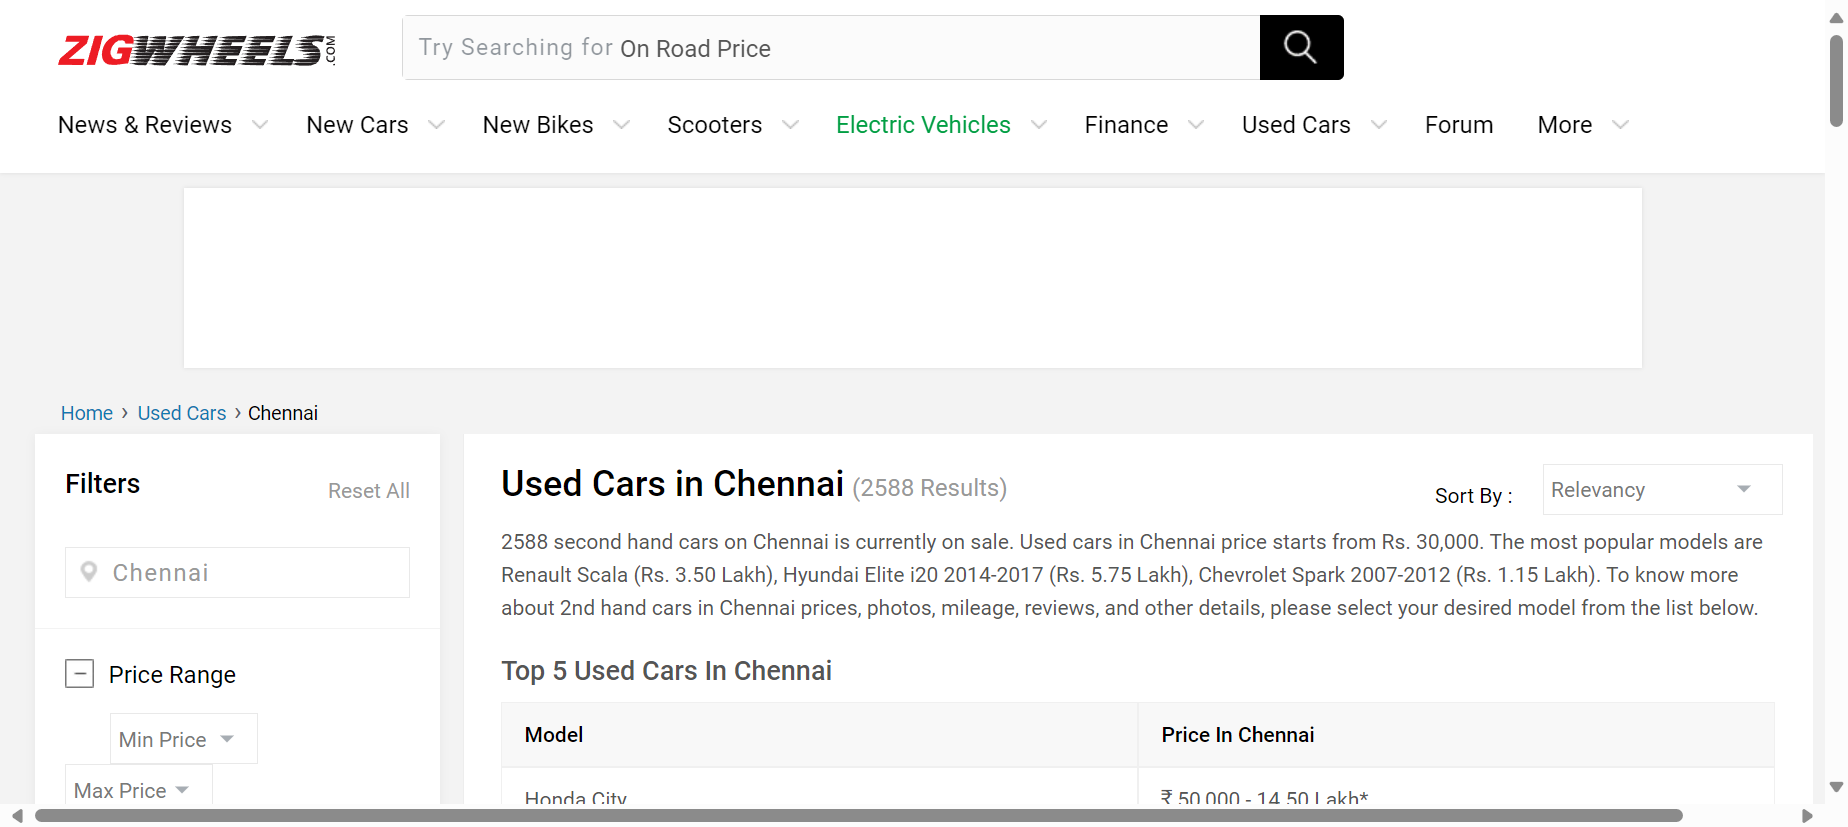 ZIGWHEELS.COM
Try Searching for On Road Price
News & Reviews New Cars New Bikes Scooters Electric Vehicles Finance Used Cars Forum More
Home › Used Cars › Chennai
Filters
Reset All
Chennai
Price Range
Min Price
Max Price
Used Cars in Chennai (2588 Results)
Sort By :
Relevancy
2588 second hand cars on Chennai is currently on sale. Used cars in Chennai price starts from Rs. 30,000. The most popular models are
Renault Scala (Rs. 3.50 Lakh), Hyundai Elite i20 2014-2017 (Rs. 5.75 Lakh), Chevrolet Spark 2007-2012 (Rs. 1.15 Lakh). To know more
about 2nd hand cars in Chennai prices, photos, mileage, reviews, and other details, please select your desired model from the list below.
Top 5 Used Cars In Chennai
Model Price In Chennai
Honda City ₹ 50,000 - 14.50 Lakh*